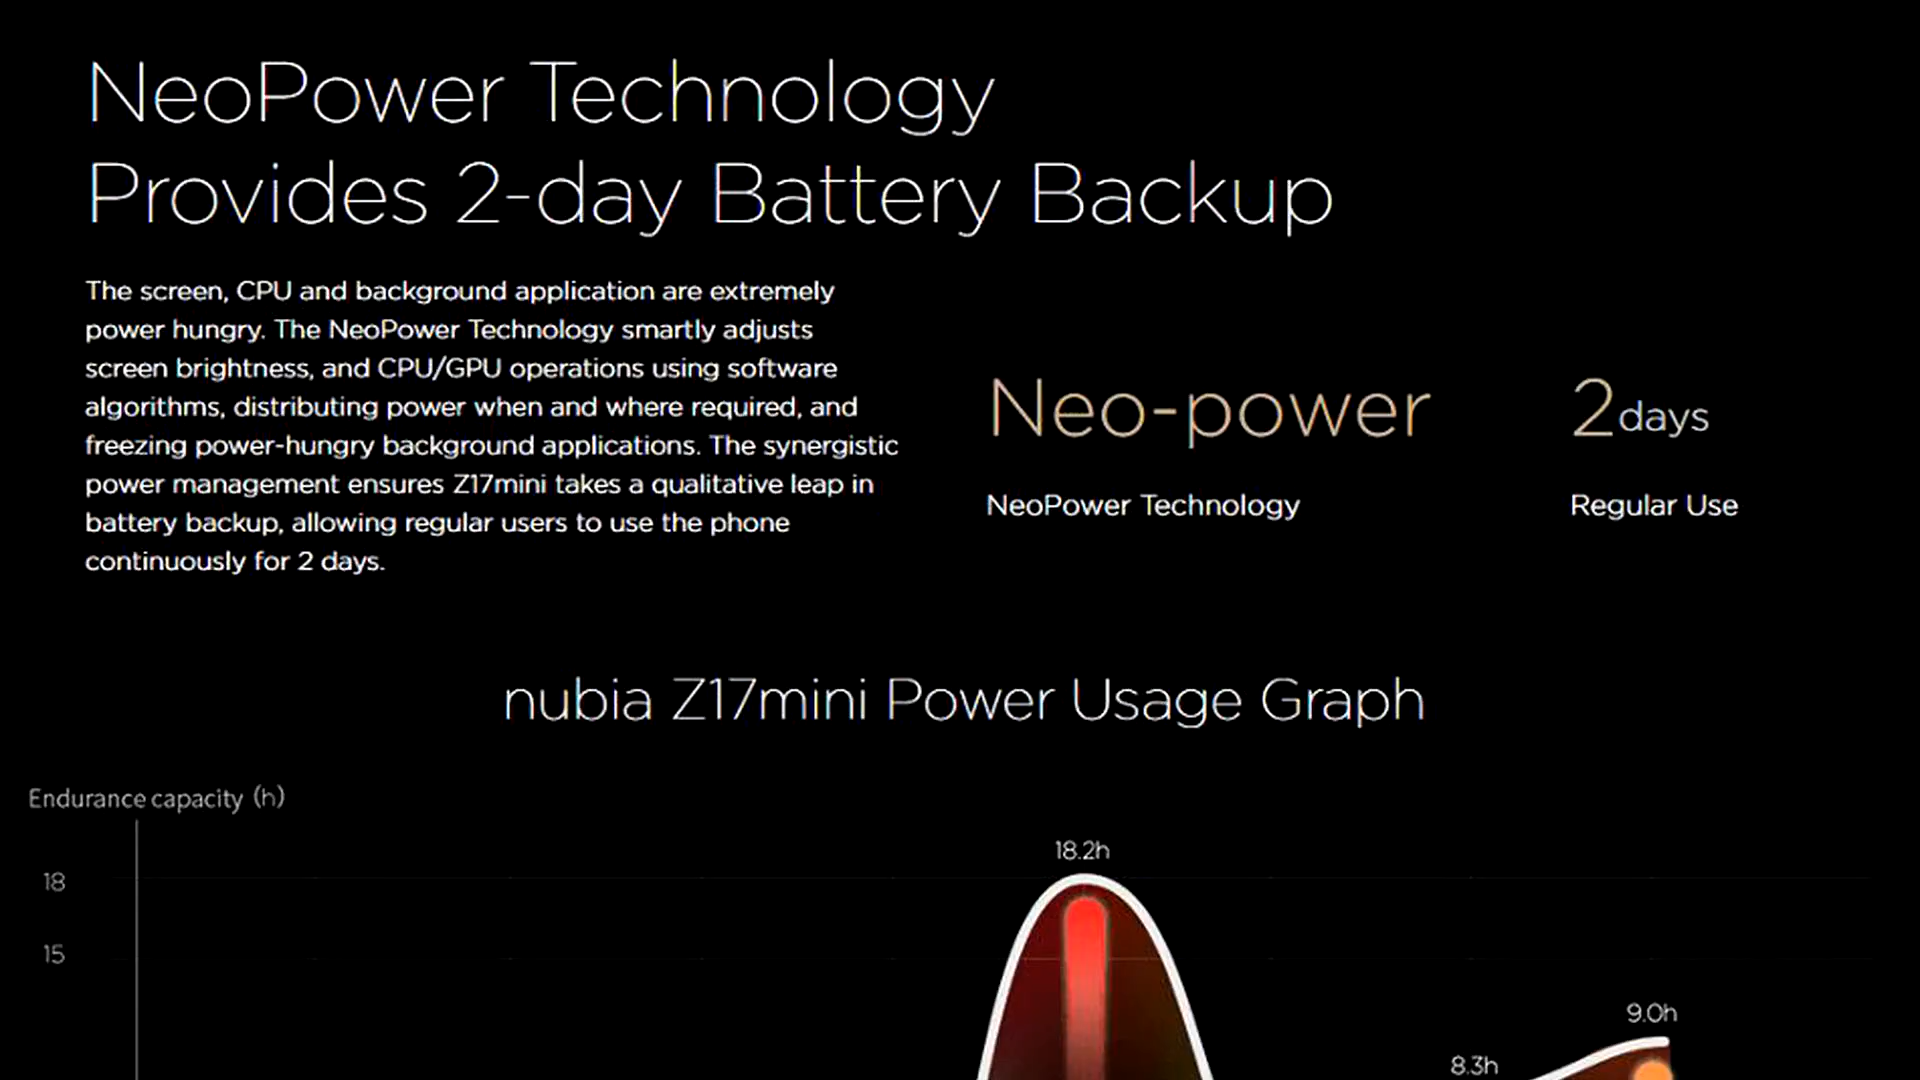 NeoPower Technology
Provides 2-day Battery Backup
The screen, CPU and background application are extremely
power hungry. The NeoPower Technology smartly adjusts
screen brightness, and CPU/GPU operations using software
algorithms, distributing power when and where required, and
freezing power-hungry background applications. The synergistic
power management ensures Z17mini takes a qualitative leap in
battery backup, allowing regular users to use the phone
continuously for 2 days.
Neo-power
NeoPower Technology
2days
Regular Use
nubia Z17mini Power Usage Graph
Endurance capacity (h)
18.2h
18
15
9.0h
8.3h